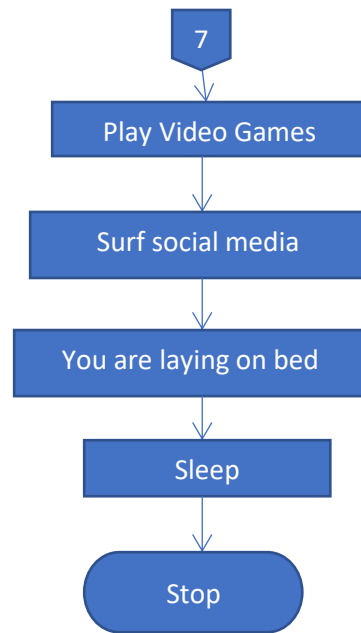 7
Play Video Games
Surf social media
You are laying on bed
Sleep
Stop